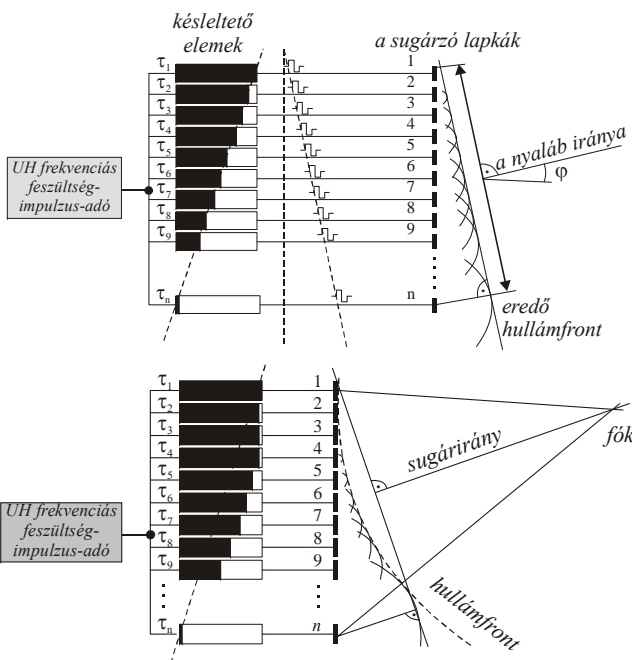 késleltető
elemek
a sugárzó lapkák
τ1
τ2
τ3
τ4
τ5
τ6
τ7
τ8
τ9
τn
1
2
3
4
5
6
7
8
9
n
UH frekvenciás
feszültség-
impulzus-adó
a nyaláb iránya
φ
eredő
hullámfront
τ1
τ2
τ3
τ4
τ5
τ6
τ7
τ8
τ9
τn
1
2
3
4
5
6
7
8
9
n
UH frekvenciás
feszültség-
impulzus-adó
sugárirány
fók
hullámfront